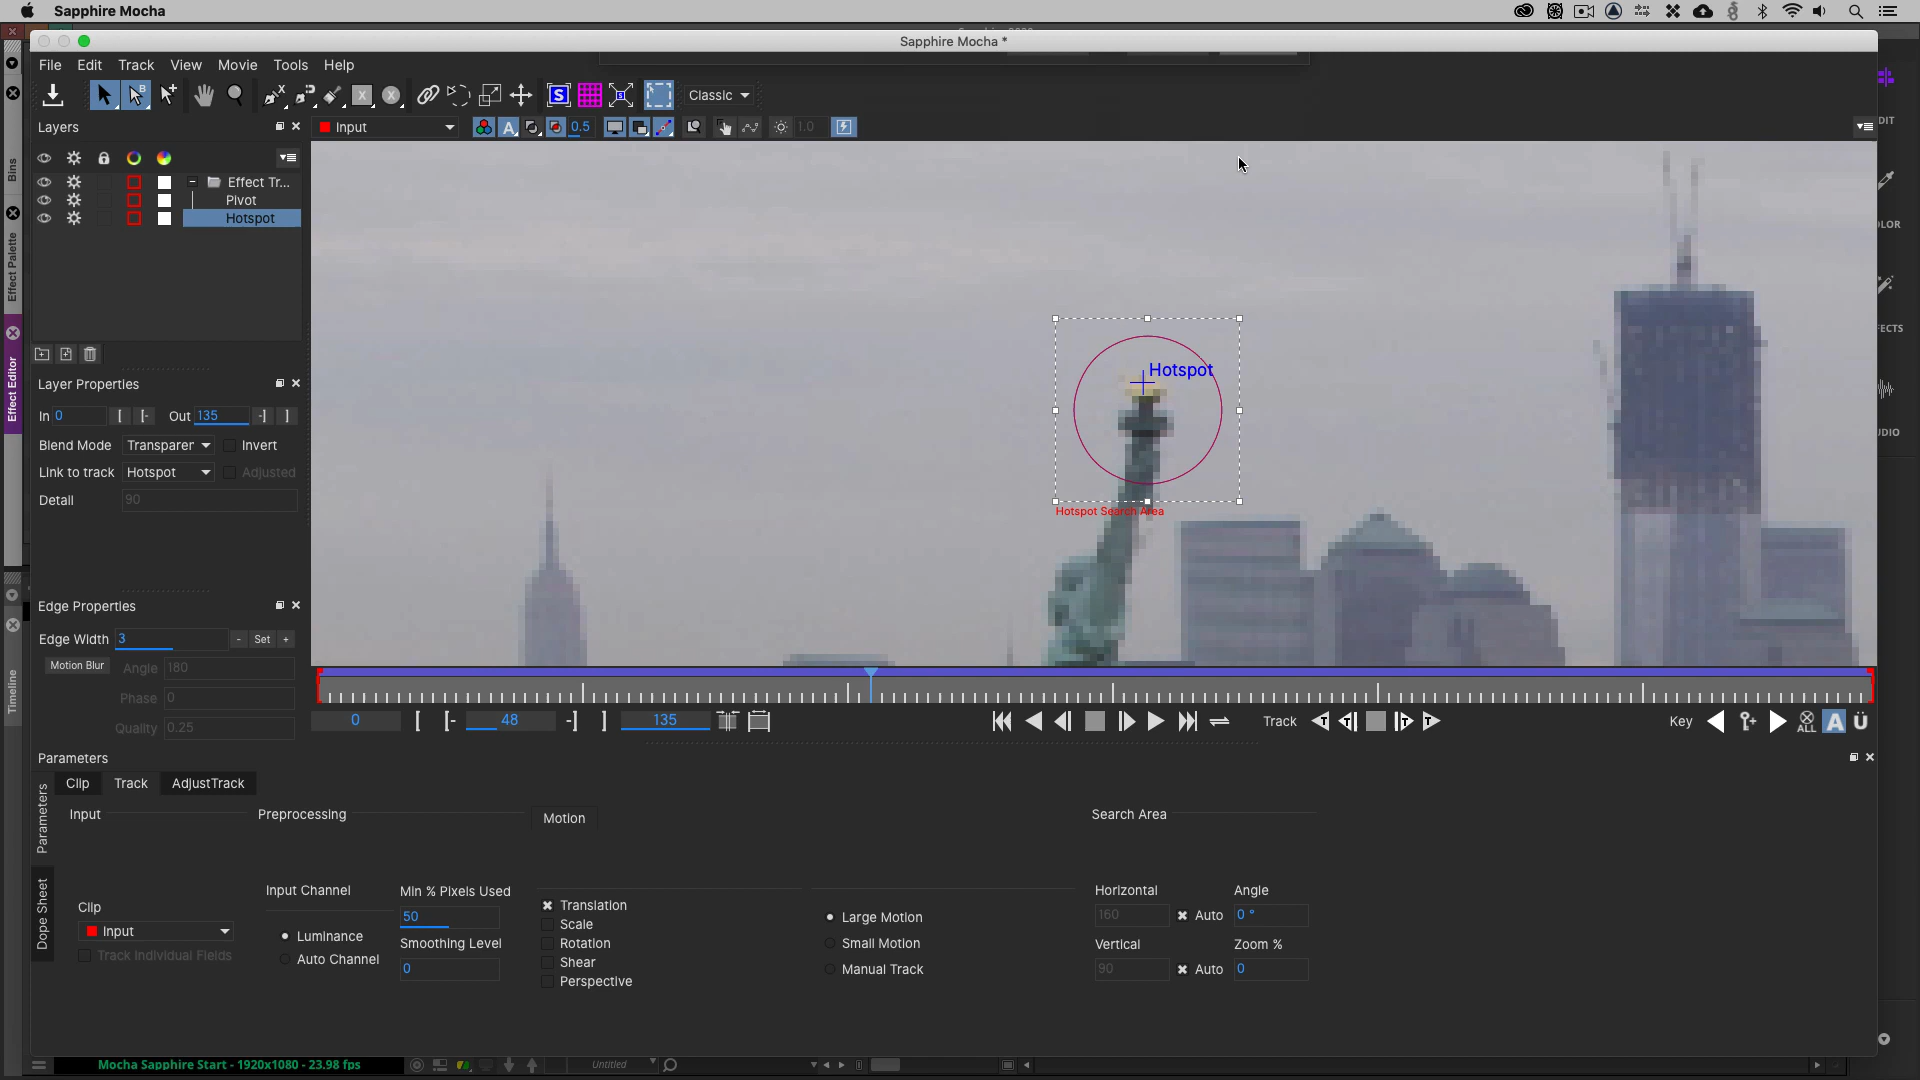 Sapphire Mocha
Sapphire Mocha *
File Edit Track View Movie Tools Help
Classic
Layers
Input
0.5
1.0
Effect Tr...
Pivot
Hotspot
Bins
Effect Palette
Effect Editor
Timeline
Hotspot
Hotspot Search Area
Layer Properties
In 0 [ [- Out 135 -] ]
Blend Mode Transparer Invert
Link to track Hotspot Adjusted
Detail 90
Edge Properties
Edge Width 3 - Set +
Motion Blur Angle 180
Phase 0
Quality 0.25
0 [ [- 48 -] ] 135
Track
Key
ALL
A
Ü
Parameters
Clip Track AdjustTrack
Parameters
Dope Sheet
Input
Preprocessing
Motion
Search Area
Clip
Input
Track Individual Fields
Input Channel
Luminance
Auto Channel
Min % Pixels Used
50
Smoothing Level
0
Translation
Scale
Rotation
Shear
Perspective
Large Motion
Small Motion
Manual Track
Horizontal
160 Auto
Vertical
90 Auto
Angle
0 °
Zoom %
0
Mocha Sapphire Start - 1920x1080 - 23.98 fps
Untitled